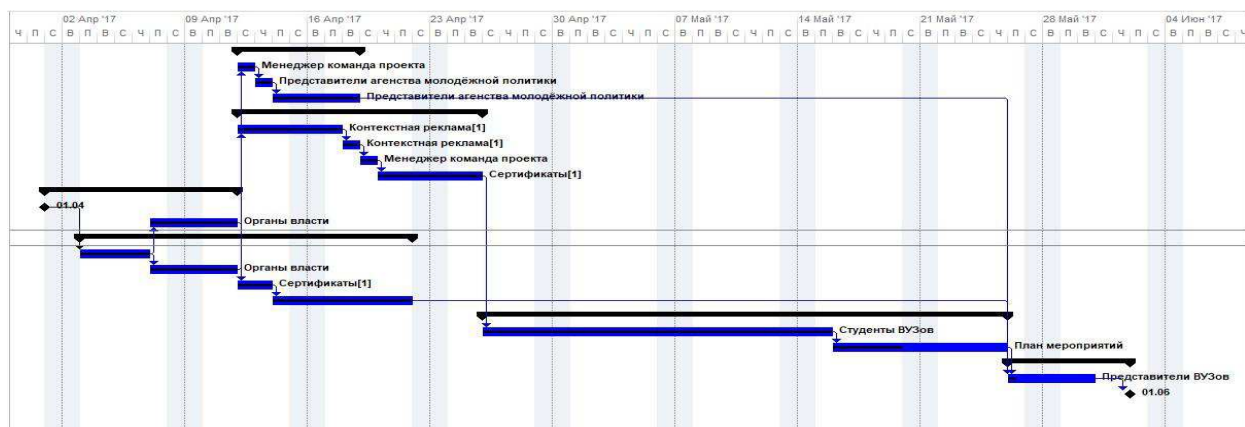 02 Апр '17 09 Апр '17 16 Апр '17 23 Апр '17 30 Апр '17 07 Май '17 14 Май '17 21 Май '17 28 Май '17 04 Июн '17
Ч П С В П В С Ч П С В П В С Ч П С В П В С Ч П С В П В С Ч П С В П В С Ч П С В П В С Ч П С В П В С Ч П С В П В С Ч П С В П В С Ч П С В П В С Ч
Менеджер команда проекта
Представители агенства молодёжной политики
Представители агенства молодёжной политики
Контекстная реклама[1]
Контекстная реклама[1]
Менеджер команда проекта
Сертификаты[1]
01.04
Органы власти
Органы власти
Сертификаты[1]
Студенты ВУЗов
План мероприятий
Представители ВУЗов
01.06